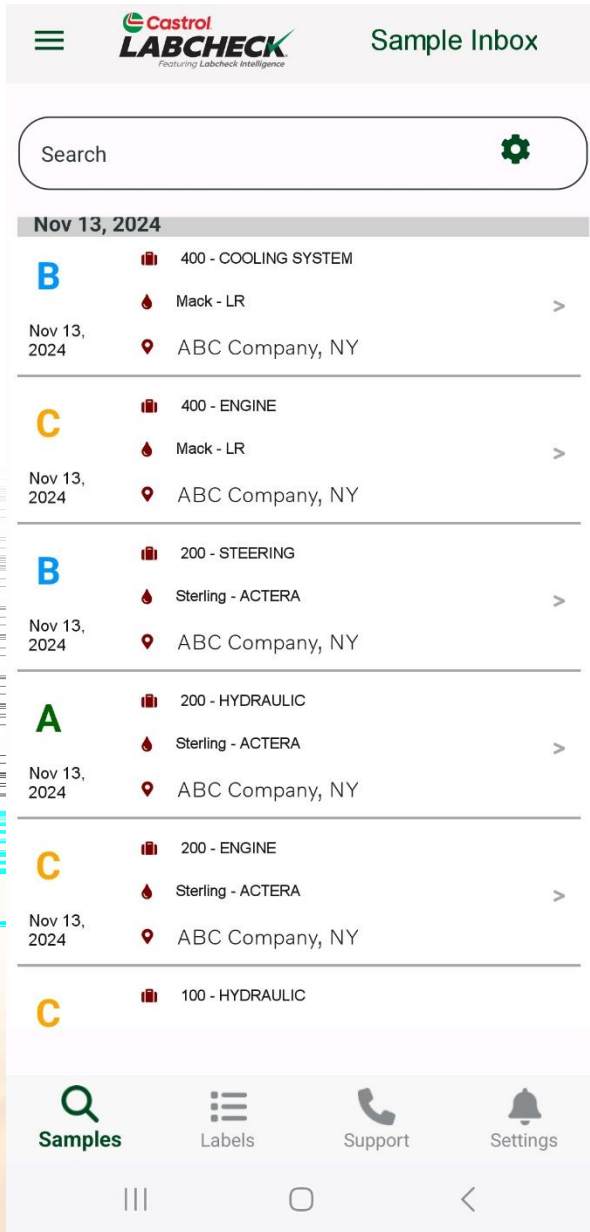 Castrol
LABCHECK
Featuring Labcheck Intelligence
Sample Inbox
Search
Nov 13, 2024
B
400 - COOLING SYSTEM
Mack - LR
>
Nov 13,
2024
ABC Company, NY
C
400 - ENGINE
Mack - LR
>
Nov 13,
2024
ABC Company, NY
B
200 - STEERING
Sterling - ACTERA
>
Nov 13,
2024
ABC Company, NY
A
200 - HYDRAULIC
Sterling - ACTERA
>
Nov 13,
2024
ABC Company, NY
C
200 - ENGINE
Sterling - ACTERA
>
Nov 13,
2024
ABC Company, NY
C
100 - HYDRAULIC
Samples Labels Support Settings